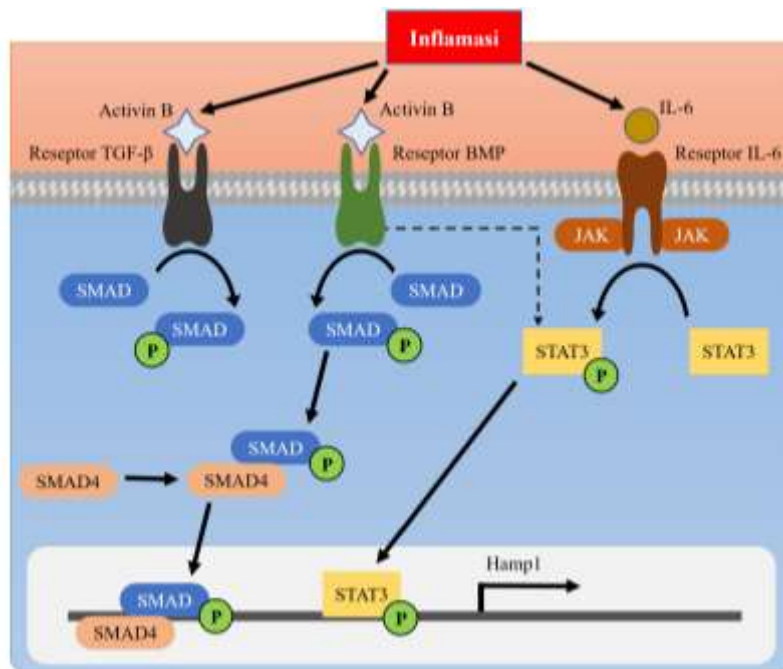 Inflamasi
Activin B
Activin B
IL-6
Reseptor TGF-β
Reseptor BMP
Reseptor IL-6
JAK
JAK
SMAD
SMAD
SMAD
P
SMAD
P
STAT3
P
STAT3
SMAD
P
SMAD4
SMAD4
Hamp1
SMAD
P
SMAD4
STAT3
P